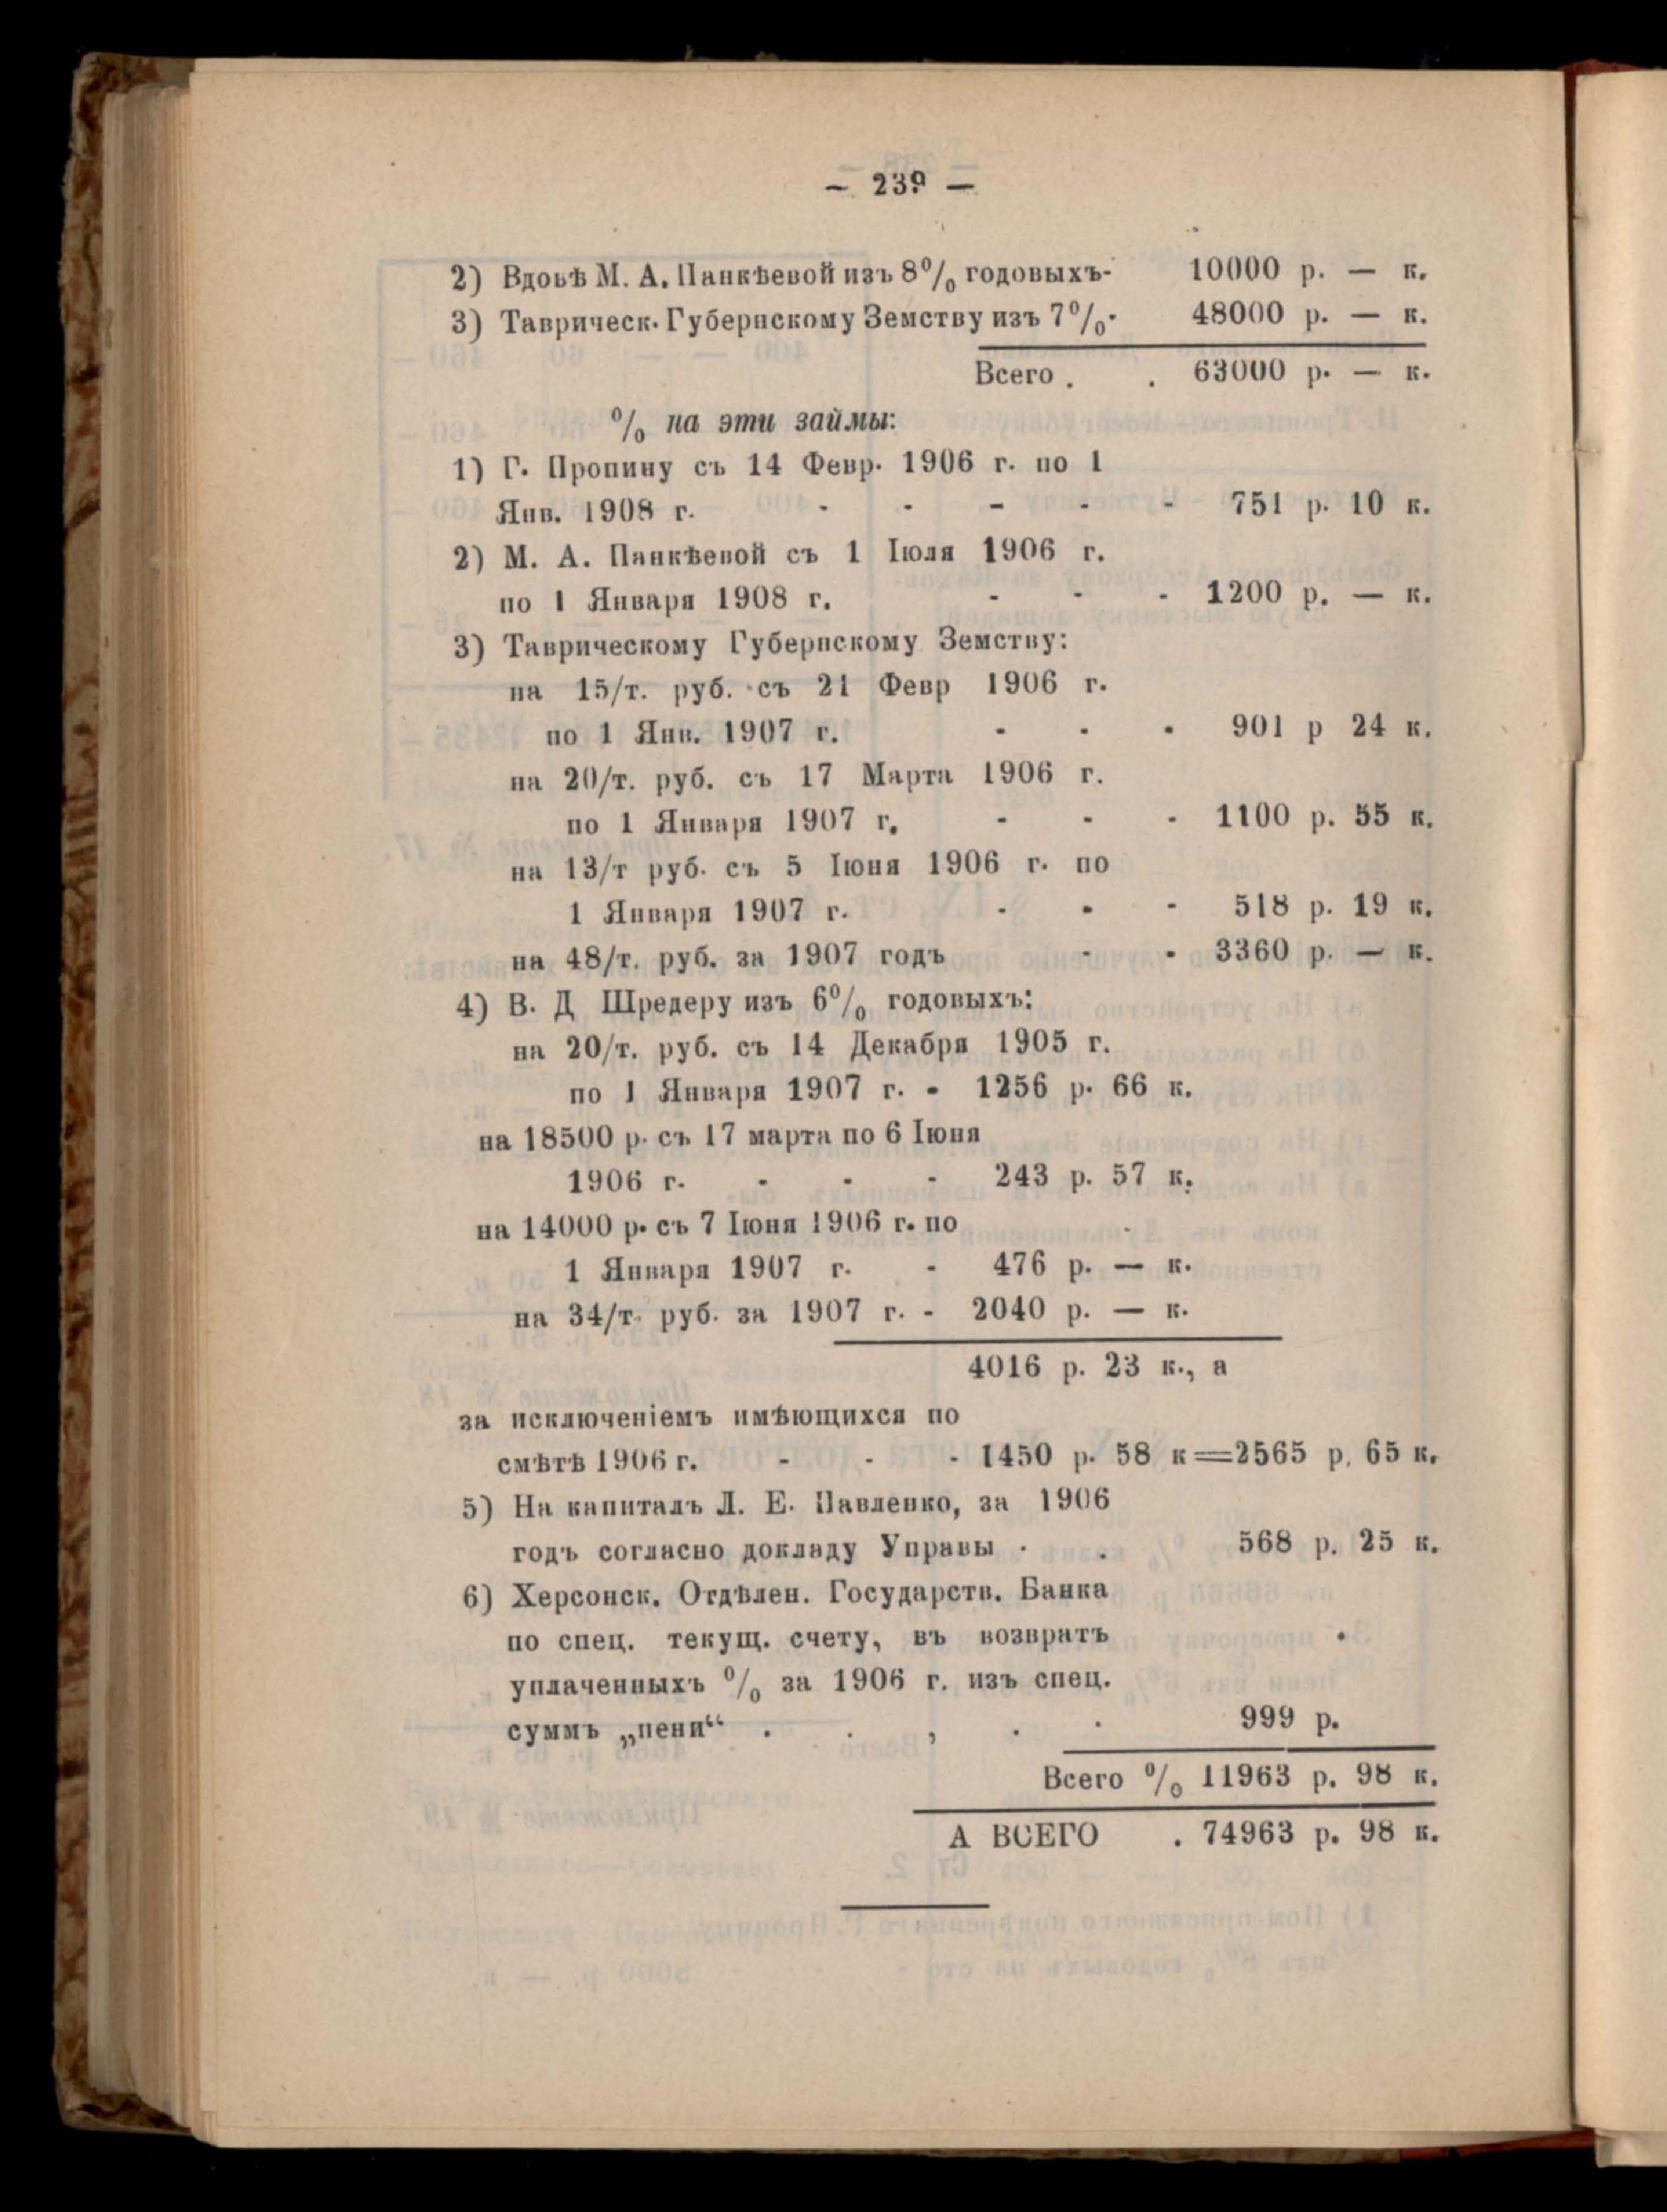 — 239 —
2) Вдовѣ М. А. Панкѣевой изъ 8% годовыхъ- 10000 р. — к.
3) Таврическ. Губернскому Земству изъ 7%. 48000 р. — к.
Всего . . 63000 р. — к.
% на эти займы:
1) Г. Пропину съ 14 Февр. 1906 г. по 1
Янв. 1908 г. - - - - - 751 р. 10 к.
2) М. А. Панкѣевой съ 1 Іюля 1906 г.
по 1 Января 1908 г. - - - 1200 р. — к.
3) Таврическому Губернскому Земству:
на 15/т. руб. съ 21 Февр 1906 г.
по 1 Янв. 1907 г. - - - 901 р 24 к.
на 20/т. руб. съ 17 Марта 1906 г.
по 1 Января 1907 г. - - - 1100 р. 55 к.
на 13/т руб. съ 5 Іюня 1906 г. по
1 Января 1907 г. - - - 518 р. 19 к.
на 48/т. руб. за 1907 годъ - - 3360 р. — к.
4) В. Д Шредеру изъ 6% годовыхъ:
на 20/т. руб. съ 14 Декабря 1905 г.
по 1 Января 1907 г. - 1256 р. 66 к.
на 18500 р. съ 17 марта по 6 Іюня
1906 г. - - - 243 р. 57 к.
на 14000 р. съ 7 Іюня 1906 г. по
1 Января 1907 г. - 476 р. — к.
на 34/т. руб. за 1907 г. - 2040 р. — к.
4016 р. 23 к., а
за исключеніемъ имѣющихся по
смѣтѣ 1906 г. - - - 1450 р. 58 к=2565 р. 65 к.
5) На капиталъ Л. Е. Павленко, за 1906
годъ согласно докладу Управы . . 568 р. 25 к.
6) Херсонск. Отдѣлен. Государств. Банка
по спец. текущ. счету, въ возвратъ
уплаченныхъ % за 1906 г. изъ спец.
суммъ „пени“ . . , . . 999 р.
Всего % 11963 р. 98 к.
А ВСЕГО . 74963 р. 98 к.